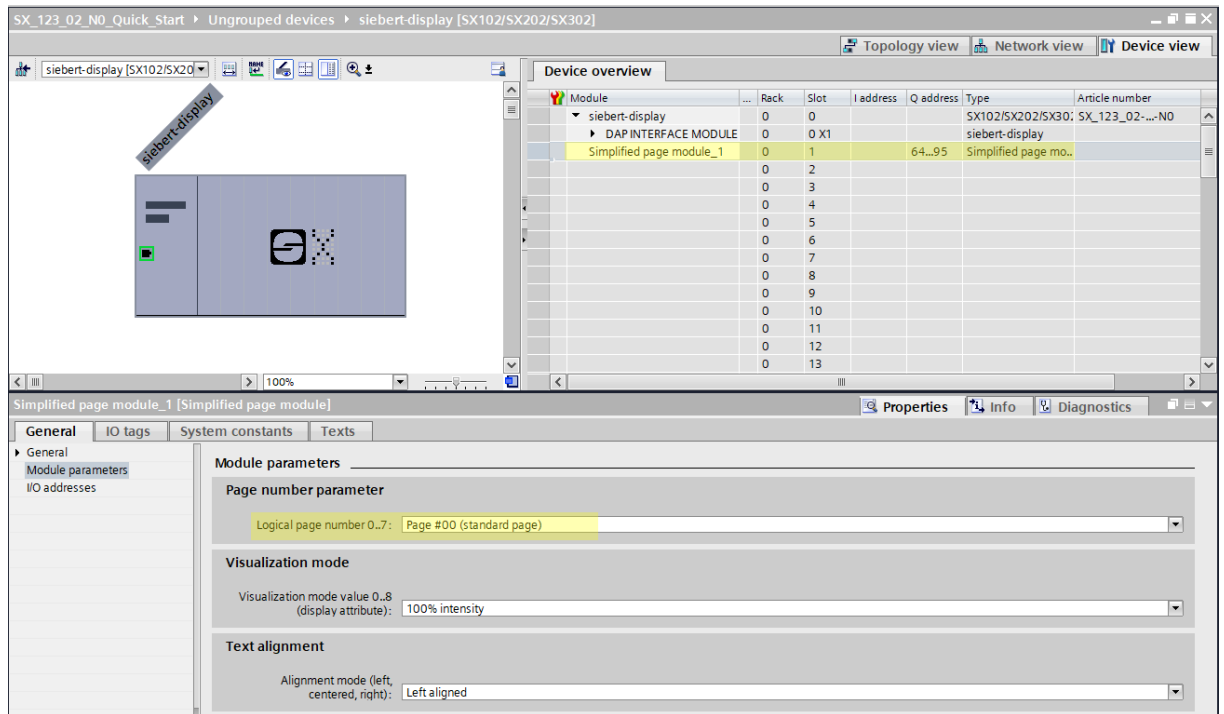 SX_123_02_N0_Quick_Start ▸ Ungrouped devices ▸ siebert-display [SX102/SX202/SX302]
Topology view Network view Device view
siebert-display [SX102/SX20
siebert-display
100%
Device overview
Module ... Rack Slot I address Q address Type Article number
siebert-display 0 0 SX102/SX202/SX30: SX_123_02-...-N0
DAP INTERFACE MODULE 0 0 X1 siebert-display
Simplified page module_1 0 1 64...95 Simplified page mo..
0 2
0 3
0 4
0 5
0 6
0 7
0 8
0 9
0 10
0 11
0 12
0 13
Simplified page module_1 [Simplified page module]
Properties Info Diagnostics
General IO tags System constants Texts
General
Module parameters
I/O addresses
Module parameters
Page number parameter
Logical page number 0..7: Page #00 (standard page)
Visualization mode
Visualization mode value 0..8
(display attribute): 100% intensity
Text alignment
Alignment mode (left,
centered, right): Left aligned